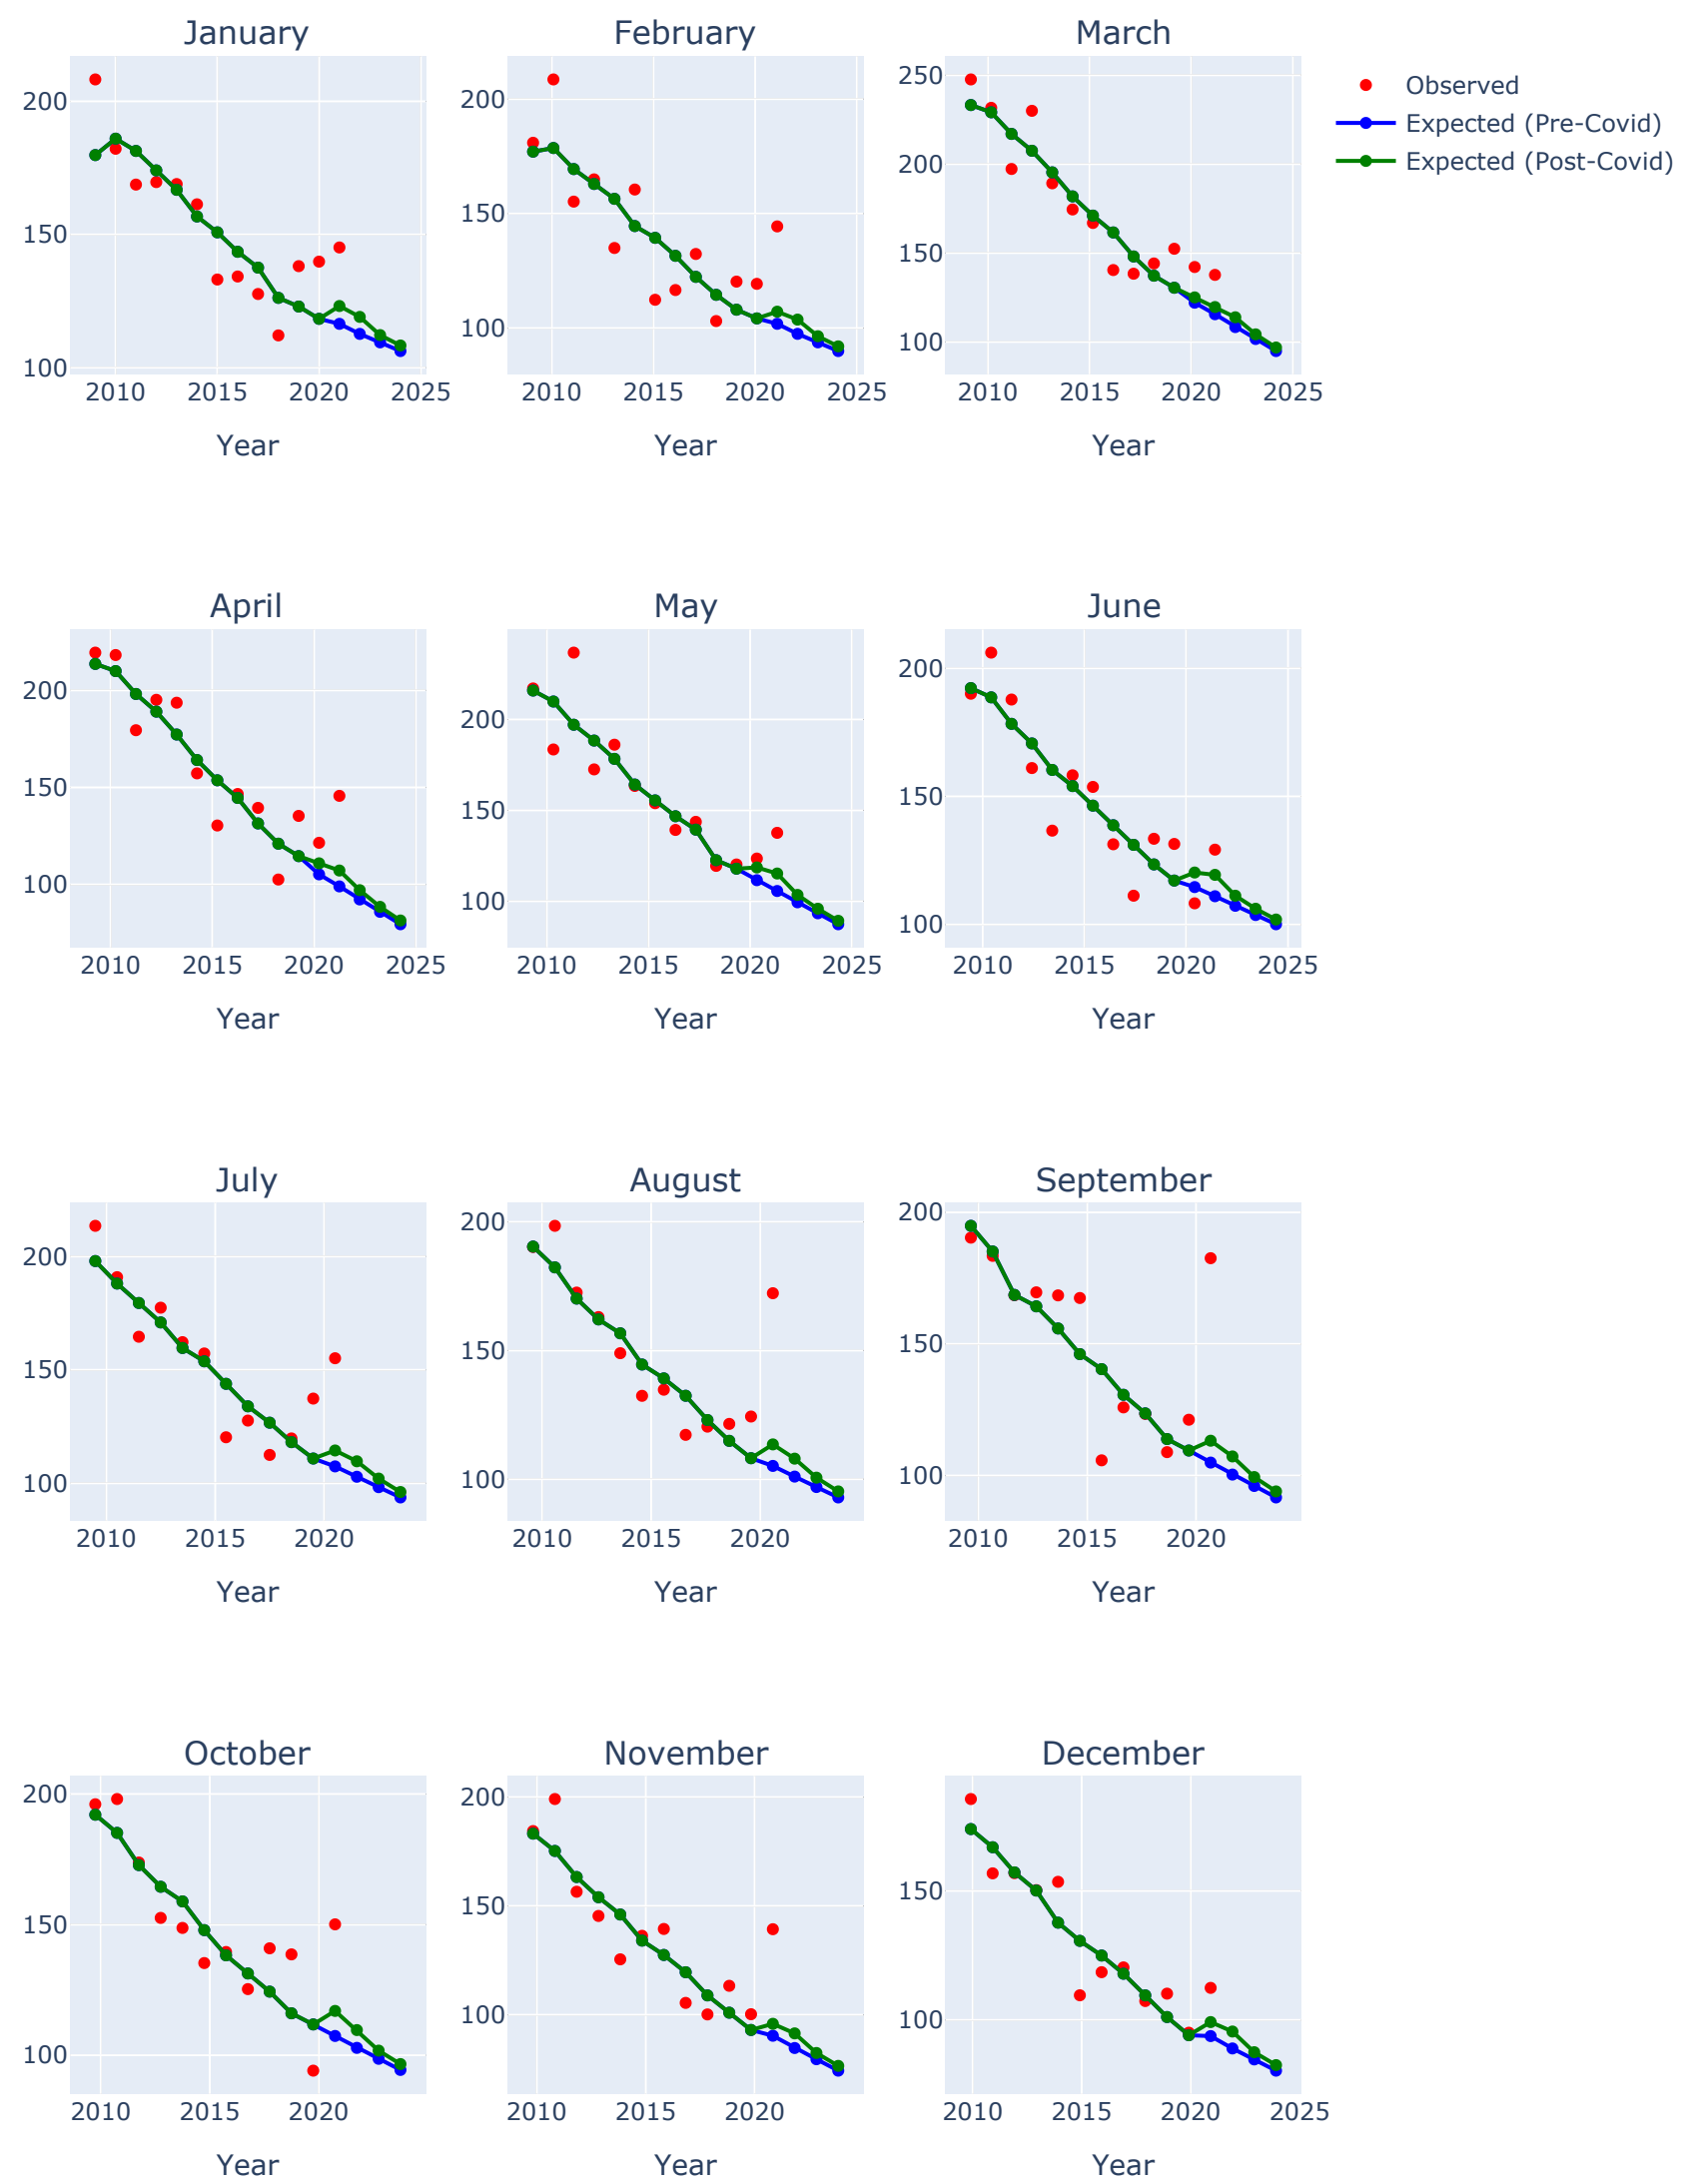 January February March
200
150
100
2010 2015 2020 2025
Year
200
150
100
2010 2015 2020 2025
Year
250
200
150
100
2010 2015 2020 2025
Year
Observed
Expected (Pre-Covid)
Expected (Post-Covid)
April May June
200
150
100
2010 2015 2020 2025
Year
200
150
100
2010 2015 2020 2025
Year
200
150
100
2010 2015 2020 2025
Year
July August September
200
150
100
2010 2015 2020
Year
200
150
100
2010 2015 2020
Year
200
150
100
2010 2015 2020
Year
October November December
200
150
100
2010 2015 2020
Year
200
150
100
2010 2015 2020
Year
150
100
2010 2015 2020 2025
Year